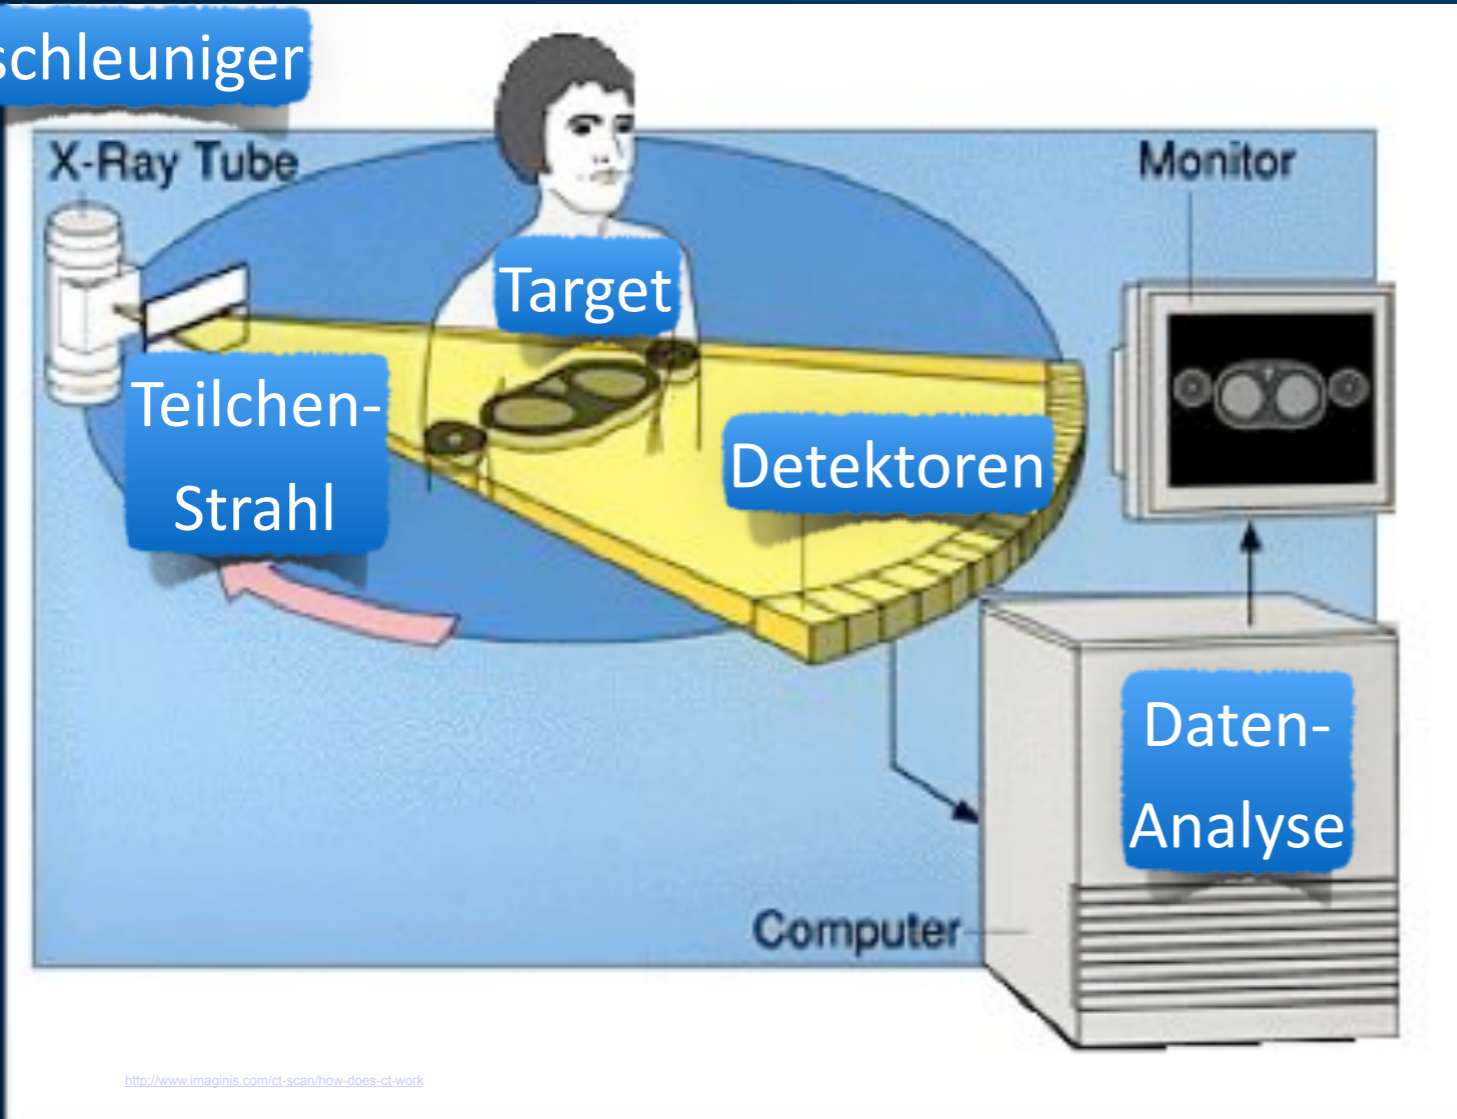 schleuniger
X-Ray Tube
Monitor
Target
Teilchen-
Strahl
Detektoren
Daten-
Analyse
Computer
http://www.imaginis.com/ct-scan/how-does-ct-work